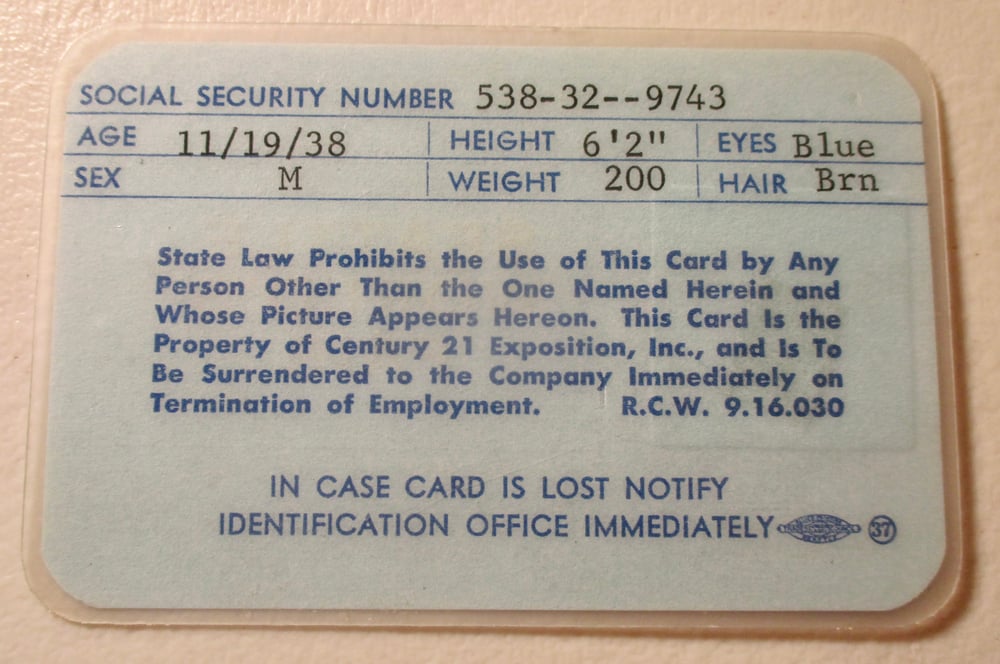 SOCIAL SECURITY NUMBER 538-32--9743
AGE 11/19/38 HEIGHT 6'2" EYES Blue
SEX M WEIGHT 200 HAIR Brn
State Law Prohibits the Use of This Card by Any
Person Other Than the One Named Herein and
Whose Picture Appears Hereon. This Card Is the
Property of Century 21 Exposition, Inc., and Is To
Be Surrendered to the Company Immediately on
Termination of Employment. R.C.W. 9.16.030
IN CASE CARD IS LOST NOTIFY
IDENTIFICATION OFFICE IMMEDIATELY 37